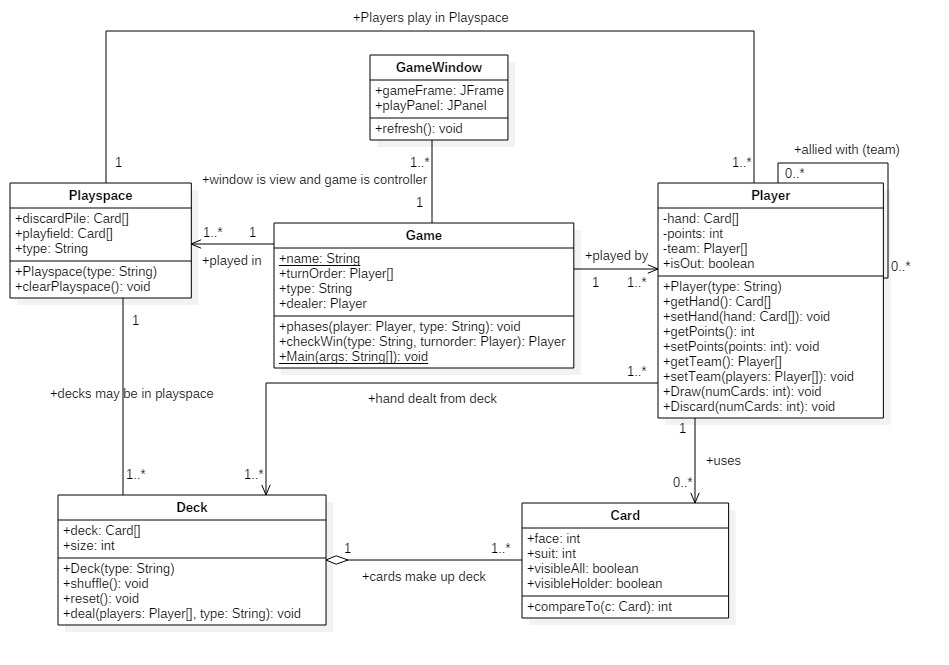 +Players play in Playspace
GameWindow
+gameFrame: JFrame
+playPanel: JPanel
+refresh(): void
1
1..*
1..*
+allied with (team)
0..*
0..*
+window is view and game is controller
1
Playspace
+discardPile: Card[]
+playfield: Card[]
+type: String
+Playspace(type: String)
+clearPlayspace(): void
1..*
1
+played in
Game
+name: String
+turnOrder: Player[]
+type: String
+dealer: Player
+phases(player: Player, type: String): void
+checkWin(type: String, turnorder: Player): Player
+Main(args: String[]): void
+played by
1
1..*
Player
-hand: Card[]
-points: int
-team: Player[]
+isOut: boolean
+Player(type: String)
+getHand(): Card[]
+setHand(hand: Card[]): void
+getPoints(): int
+setPoints(points: int): void
+getTeam(): Player[]
+setTeam(players: Player[]): void
+Draw(numCards: int): void
+Discard(numCards: int): void
1
+decks may be in playspace
1..*
1..*
+hand dealt from deck
1..*
1
+uses
0..*
Deck
+deck: Card[]
+size: int
+Deck(type: String)
+shuffle(): void
+reset(): void
+deal(players: Player[], type: String): void
1
1..*
+cards make up deck
Card
+face: int
+suit: int
+visibleAll: boolean
+visibleHolder: boolean
+compareTo(c: Card): int